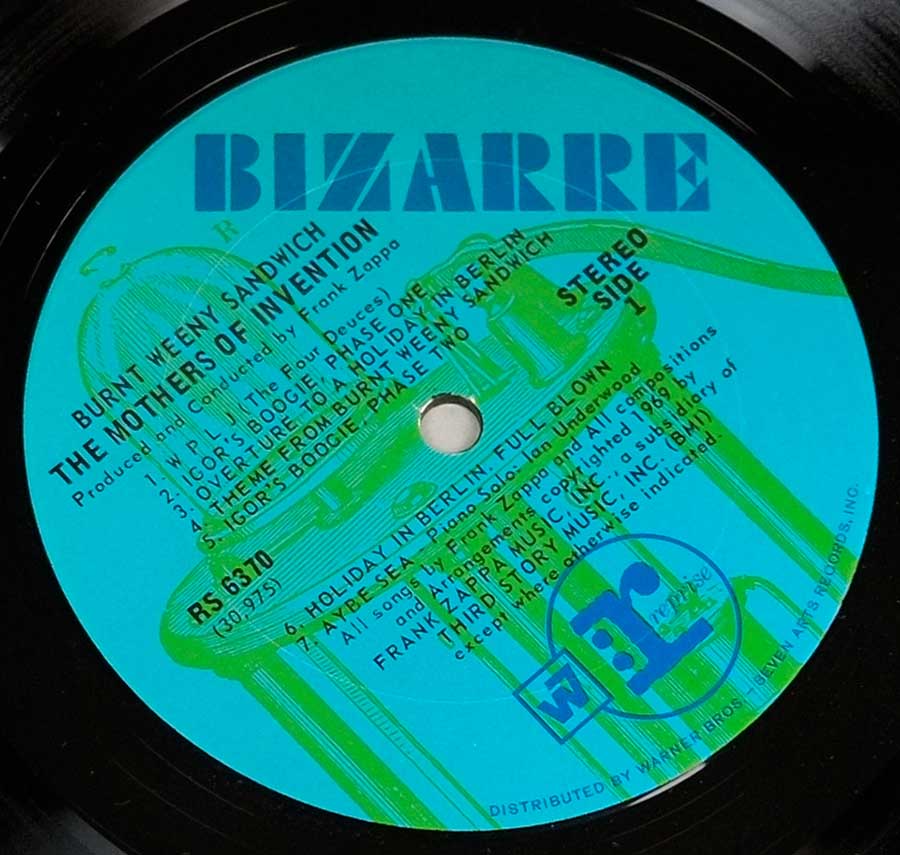 BIZARRE
R
BURNT WEENY SANDWICH
THE MOTHERS OF INVENTION
Produced and Conducted by Frank Zappa
STEREO
SIDE
1
1. W P L J (The Four Deuces)
2. IGOR'S BOOGIE, PHASE ONE
3. OVERTURE TO A HOLIDAY IN BERLIN
4. THEME FROM BURNT WEENY SANDWICH
5. IGOR'S BOOGIE, PHASE TWO
RS 6370
(30,975)
6. HOLIDAY IN BERLIN, FULL BLOWN
7. AYBE SEA - Piano Solo: Ian Underwood
All songs by Frank Zappa and All compositions
and Arrangements copyrighted 1969 by
FRANK ZAPPA MUSIC, INC., a subsidiary of
THIRD STORY MUSIC, INC. (BMI)
except where otherwise indicated.
W7
r: reprise
DISTRIBUTED BY WARNER BROS. - SEVEN ARTS RECORDS, INC.